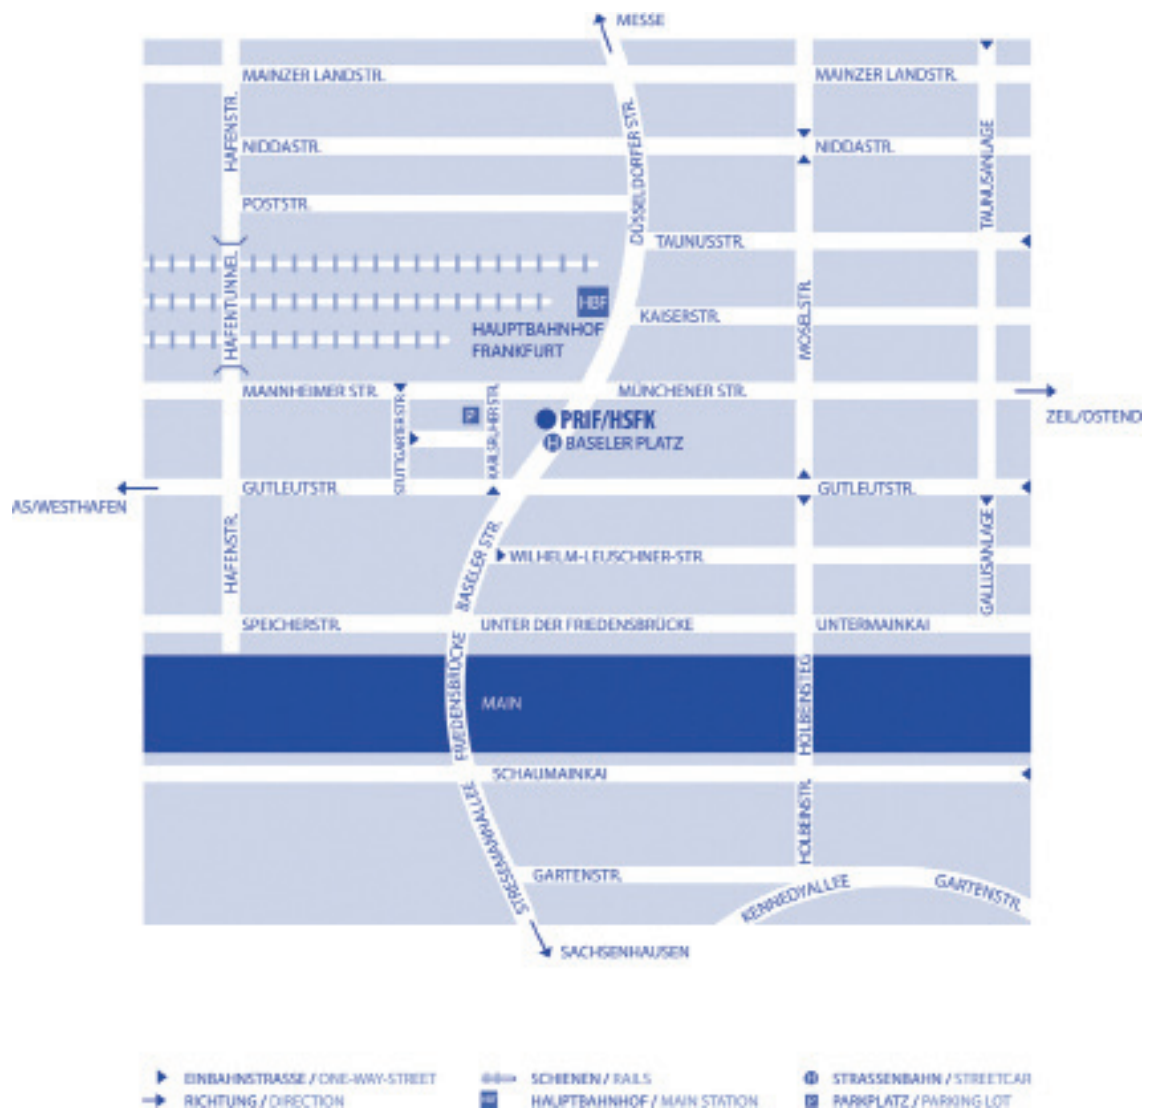 MESSE
MAINZER LANDSTR.
MAINZER LANDSTR.
HAFENSTR.
DÜSSELDORFER STR.
TAUNUSANLAGE
NIDDASTR.
NIDDASTR.
POSTSTR.
TAUNUSSTR.
HAFENTUNNEL
HBF
MOSELSTR.
KAISERSTR.
HAUPTBAHNHOF
FRANKFURT
MANNHEIMER STR.
MÜNCHENER STR.
ZEIL/OSTEND
STUTTGARTER STR.
P
KARLSRUHER STR.
PRIF/HSFK
H BASELER PLATZ
GUTLEUTSTR.
GUTLEUTSTR.
AS/WESTHAFEN
HAFENSTR.
BASELER STR.
WILHELM-LEUSCHNER-STR.
GALLUSANLAGE
SPEICHERSTR.
UNTER DER FRIEDENSBRÜCKE
UNTERMAINKAI
FRIEDENSBRÜCKE
MAIN
HOLBEINSTEG
SCHAUMAINKAI
STRESEMANNALLEE
HOLBEINSTR.
GARTENSTR.
KENNEDYALLEE
GARTENSTR.
SACHSENHAUSEN
EINBAHNSTRASSE / ONE-WAY-STREET
SCHIENEN / RAILS
H STRASSENBAHN / STREETCAR
RICHTUNG / DIRECTION
HBF HAUPTBAHNHOF / MAIN STATION
P PARKPLATZ / PARKING LOT